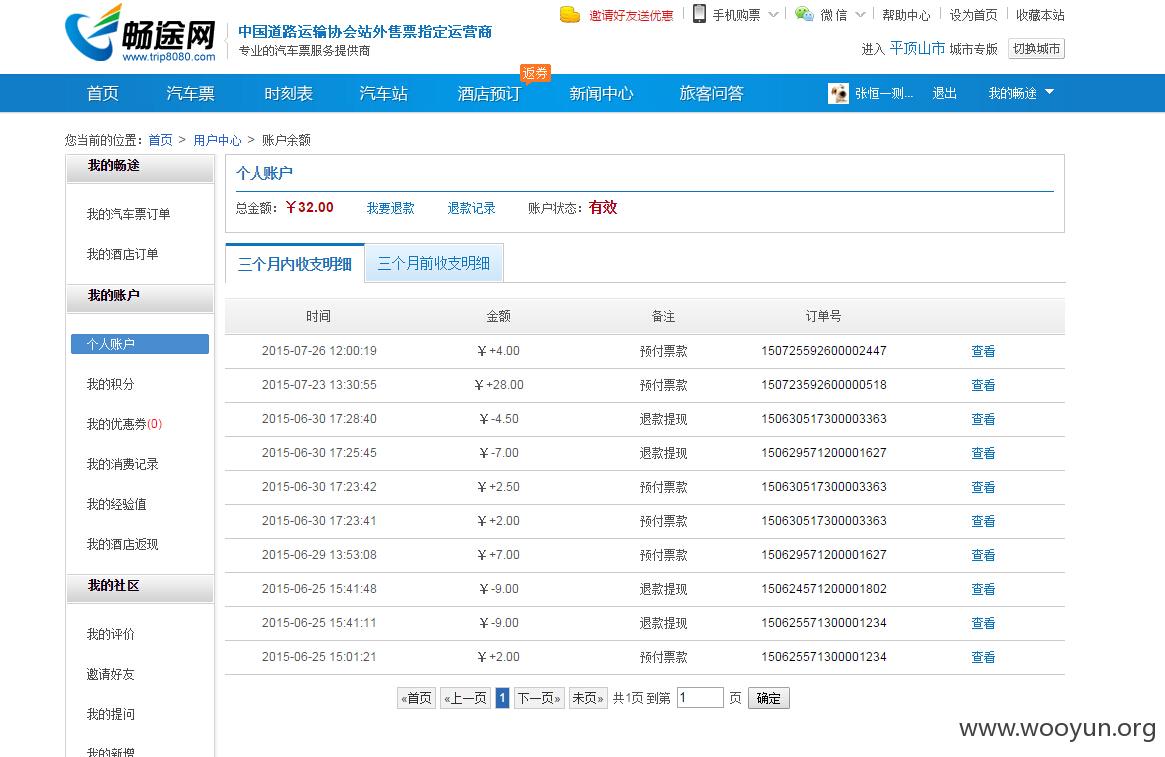 邀请好友送优惠 手机购票 微信 帮助中心 设为首页 收藏本站
畅途网
www.trip8080.com
中国道路运输协会站外售票指定运营商
专业的汽车票服务提供商
进入 平顶山市 城市专版 切换城市
返券
首页 汽车票 时刻表 汽车站 酒店预订 新闻中心 旅客问答 张恒一测... 退出 我的畅途
您当前的位置：首页 > 用户中心 > 账户余额
我的畅途
我的汽车票订单
我的酒店订单
我的账户
个人账户
我的积分
我的优惠券(0)
我的消费记录
我的经验值
我的酒店返现
我的社区
我的评价
邀请好友
我的提问
我的新增
个人账户
总金额：￥32.00 我要退款 退款记录 账户状态：有效
三个月内收支明细 三个月前收支明细
时间 金额 备注 订单号
2015-07-26 12:00:19 ￥+4.00 预付票款 150725592600002447 查看
2015-07-23 13:30:55 ￥+28.00 预付票款 150723592600000518 查看
2015-06-30 17:28:40 ￥-4.50 退款提现 150630517300003363 查看
2015-06-30 17:25:45 ￥-7.00 退款提现 150629571200001627 查看
2015-06-30 17:23:42 ￥+2.50 预付票款 150630517300003363 查看
2015-06-30 17:23:41 ￥+2.00 预付票款 150630517300003363 查看
2015-06-29 13:53:08 ￥+7.00 预付票款 150629571200001627 查看
2015-06-25 15:41:48 ￥-9.00 退款提现 150624571200001802 查看
2015-06-25 15:41:11 ￥-9.00 退款提现 150625571300001234 查看
2015-06-25 15:01:21 ￥+2.00 预付票款 150625571300001234 查看
«首页 «上一页 1 下一页» 末页» 共1页 到第 1 页 确定
www.wooyun.org